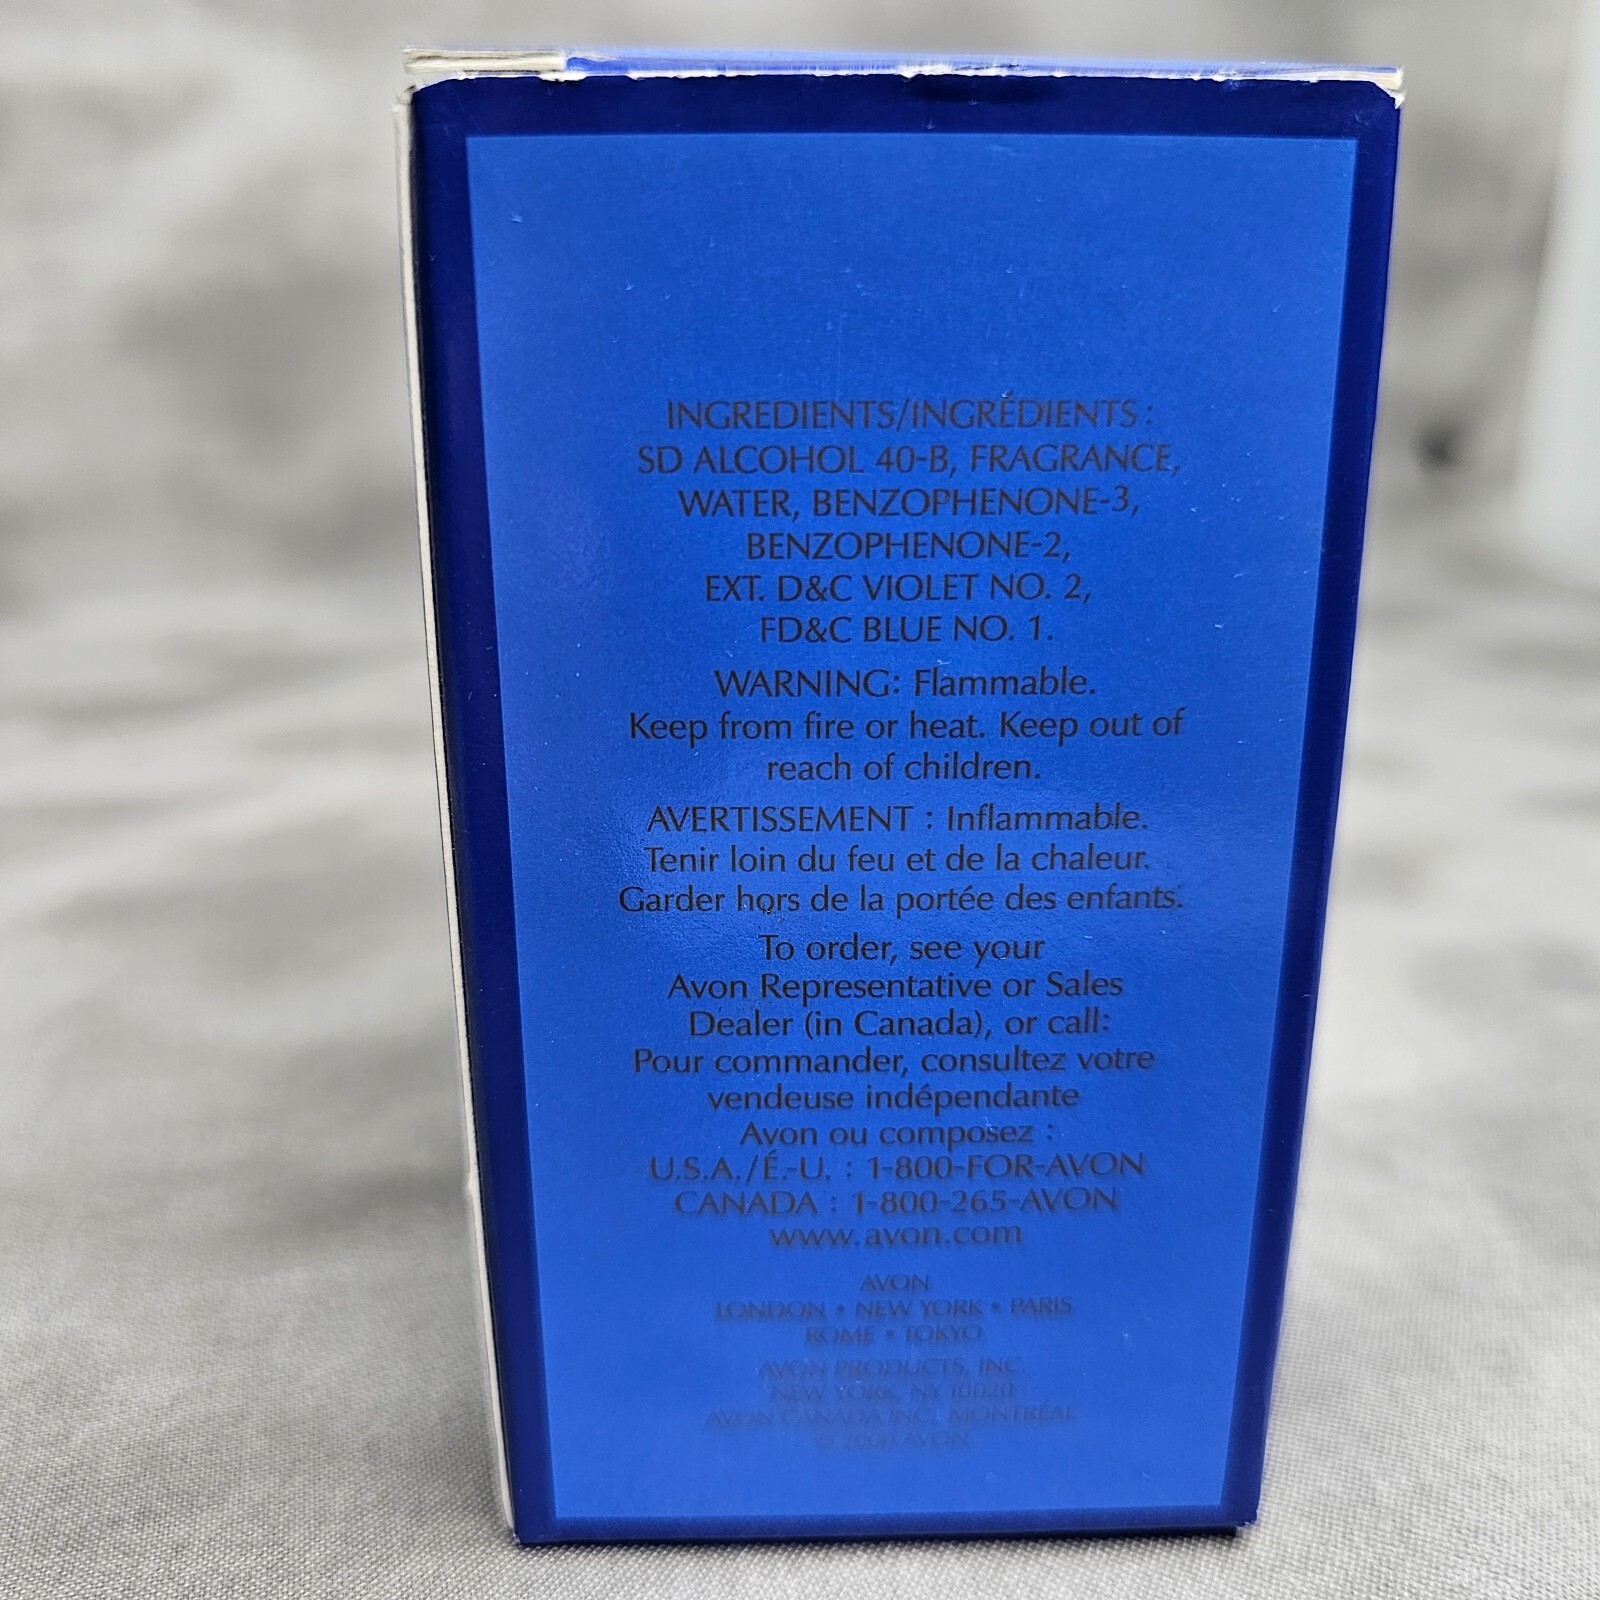 INGREDIENTS/INGRÉDIENTS :
SD ALCOHOL 40-B, FRAGRANCE,
WATER, BENZOPHENONE-3,
BENZOPHENONE-2,
EXT. D&C VIOLET NO. 2,
FD&C BLUE NO. 1.
WARNING: Flammable.
Keep from fire or heat. Keep out of
reach of children.
AVERTISSEMENT : Inflammable.
Tenir loin du feu et de la chaleur.
Garder hors de la portée des enfants.
To order, see your
Avon Representative or Sales
Dealer (in Canada), or call:
Pour commander, consultez votre
vendeuse indépendante
Avon ou composez :
U.S.A./É.-U. : 1-800-FOR-AVON
CANADA : 1-800-265-AVON
www.avon.com
AVON
LONDON • NEW YORK • PARIS
ROME • TOKYO
AVON PRODUCTS, INC.
NEW YORK, NY 10020
AVON CANADA INC., MONTRÉAL
© 2000 AVON